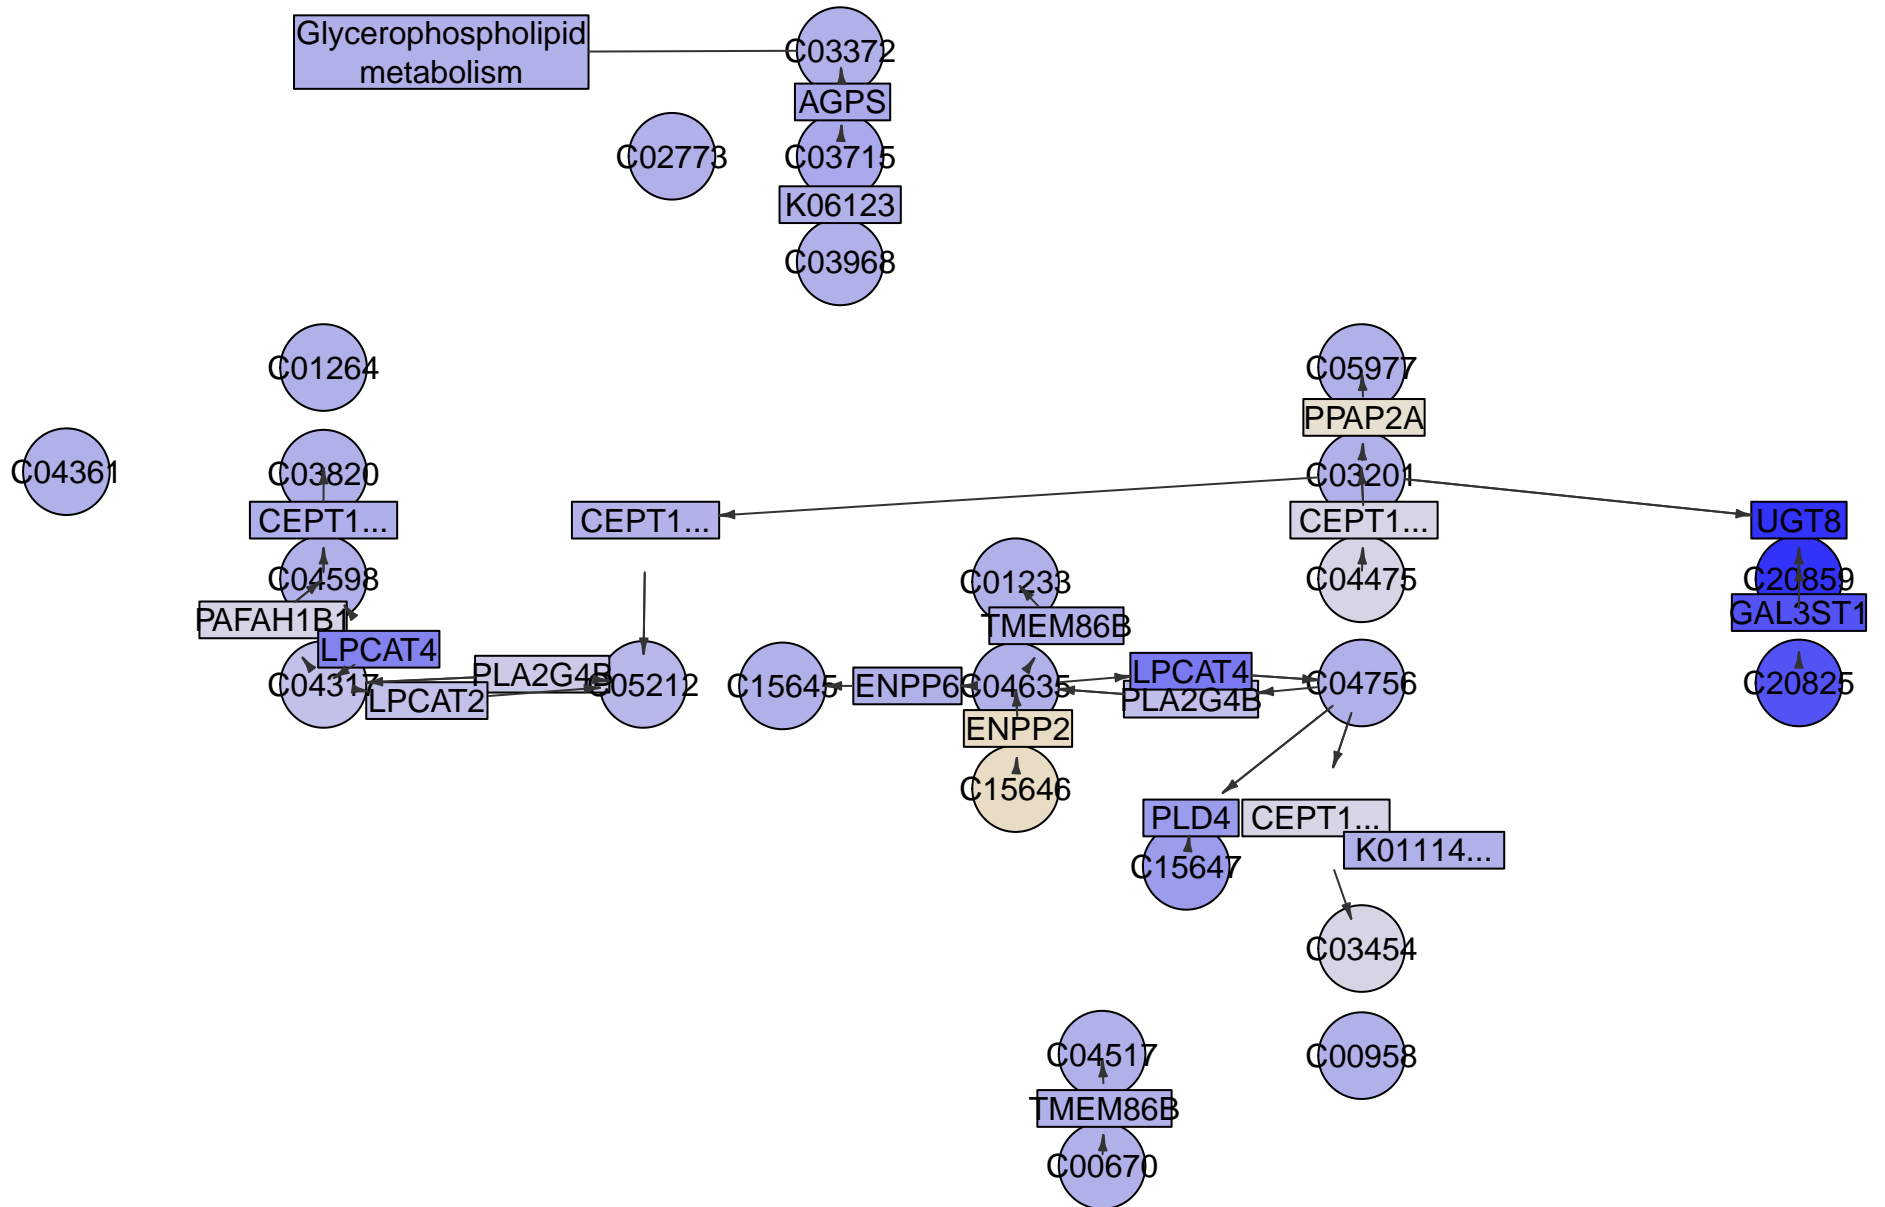 Glycerophospholipid
metabolism
C03372
AGPS
C02773
C03715
K06123
C03968
C01264
C05977
PPAP2A
C04361
C03820
C03201
CEPT1...
CEPT1...
CEPT1...
UGT8
C04598
C01233
C04475
C20859
PAFAH1B1
TMEM86B
GAL3ST1
LPCAT4
PLA2G4B
LPCAT4
C04317
C05212
C15645
ENPP6
C04635
C04756
C20825
LPCAT2
PLA2G4B
ENPP2
C15646
PLD4
CEPT1...
K01114...
C15647
C03454
C04517
C00958
TMEM86B
C00670